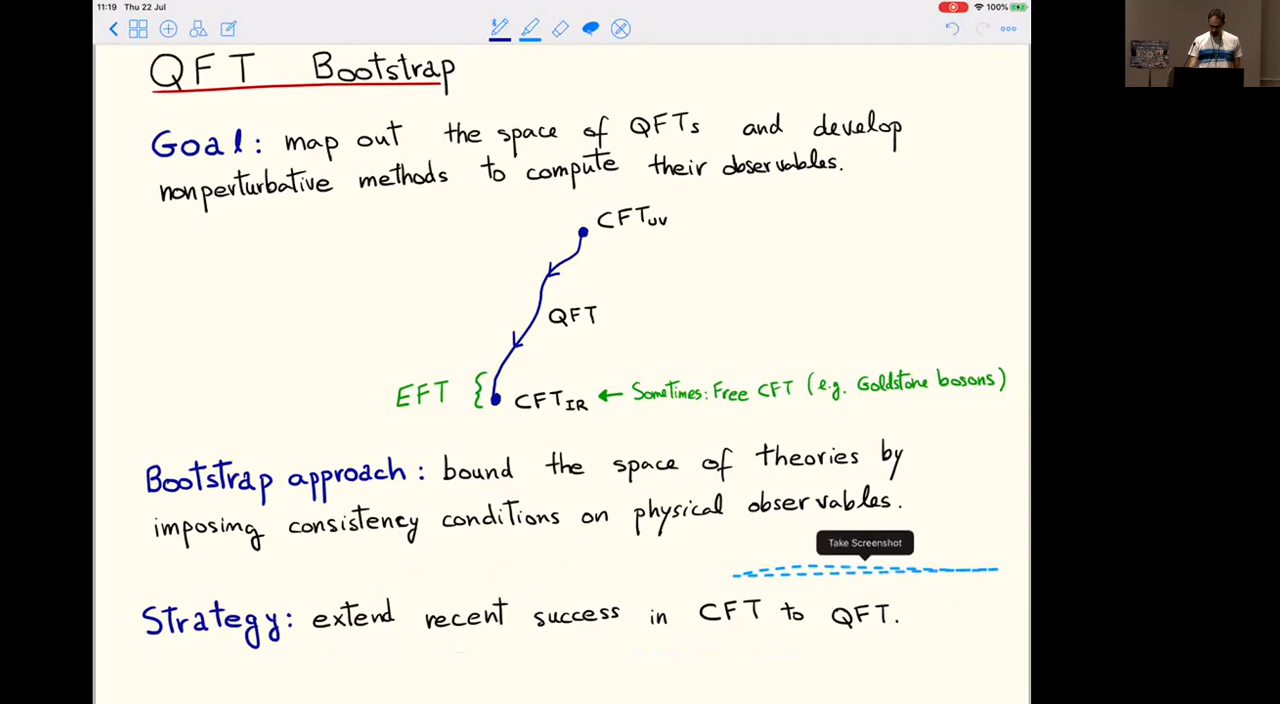 11:19 Thu 22 Jul
100%
QFT Bootstrap
Goal: map out the space of QFTs and develop
nonperturbative methods to compute their observables.
CFT_UV
QFT
EFT { CFT_IR ← Sometimes: Free CFT (e.g. Goldstone bosons)
Bootstrap approach: bound the space of theories by
imposing consistency conditions on physical observables.
Take Screenshot
Strategy: extend recent success in CFT to QFT.